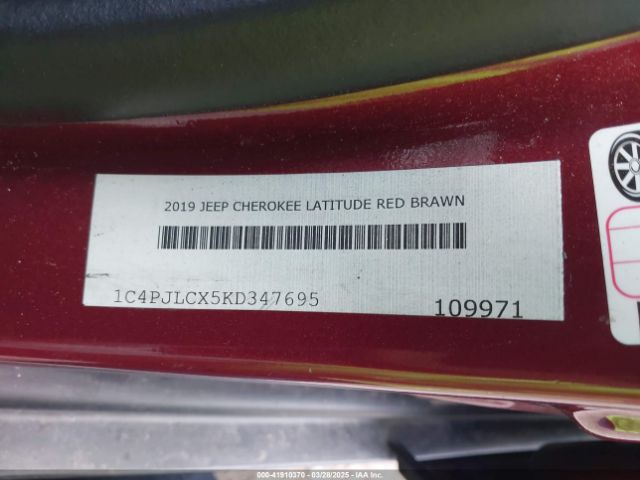 2019 JEEP CHEROKEE LATITUDE RED BRAWN
1C4PJLCX5KD347695
109971
000-41910370 • 03/28/2025 • IAA Inc.